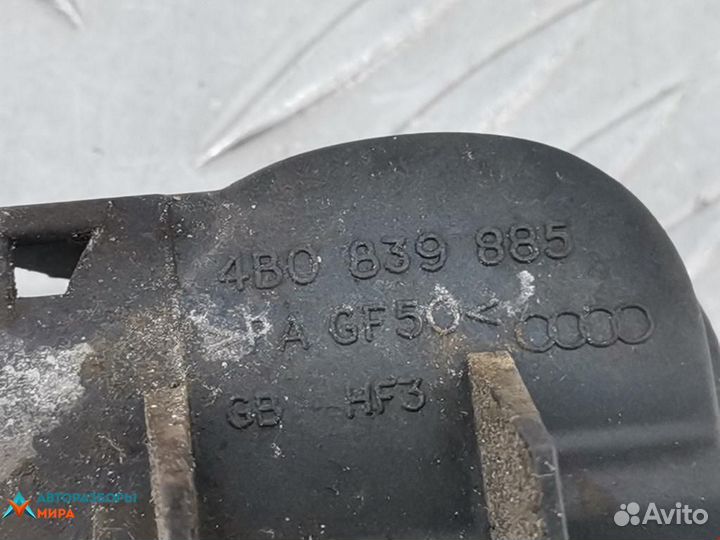 4B0 839 885
>PA GF50<
GB HF3
АВТОРАЗБОРЫ
МИРА
Avito